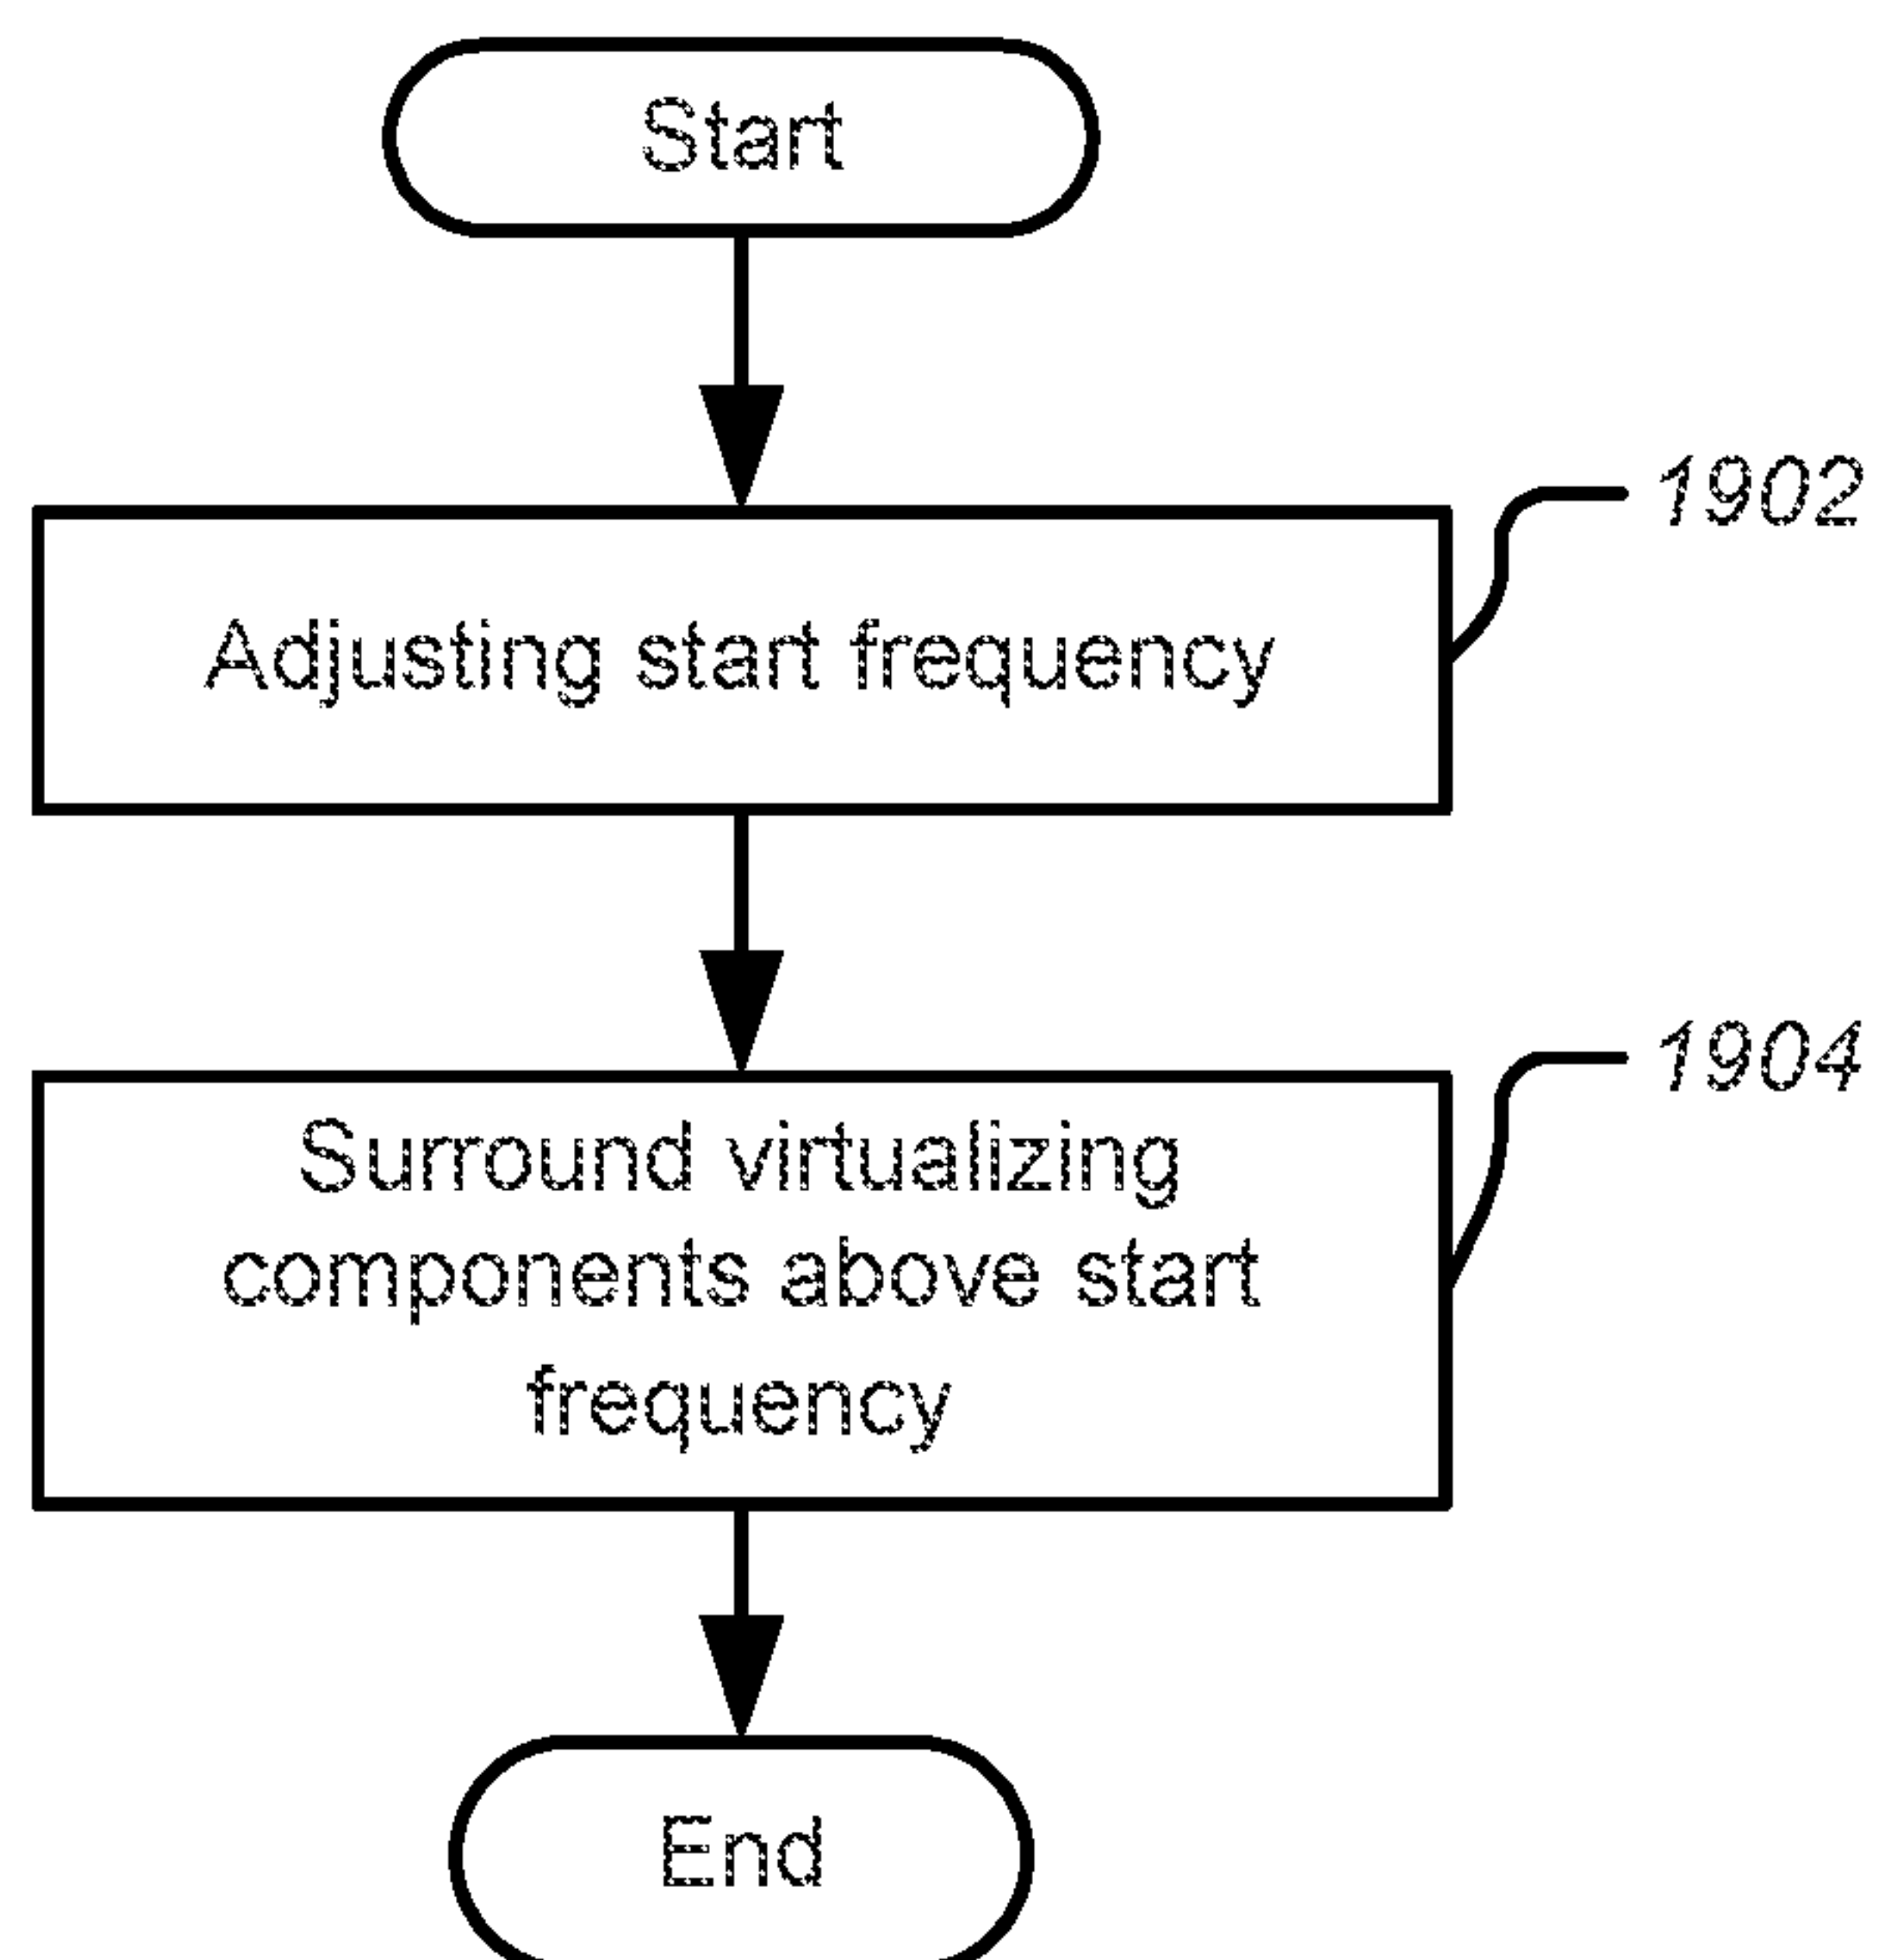 Start
1902
Adjusting start frequency
1904
Surround virtualizing
components above start
frequency
End